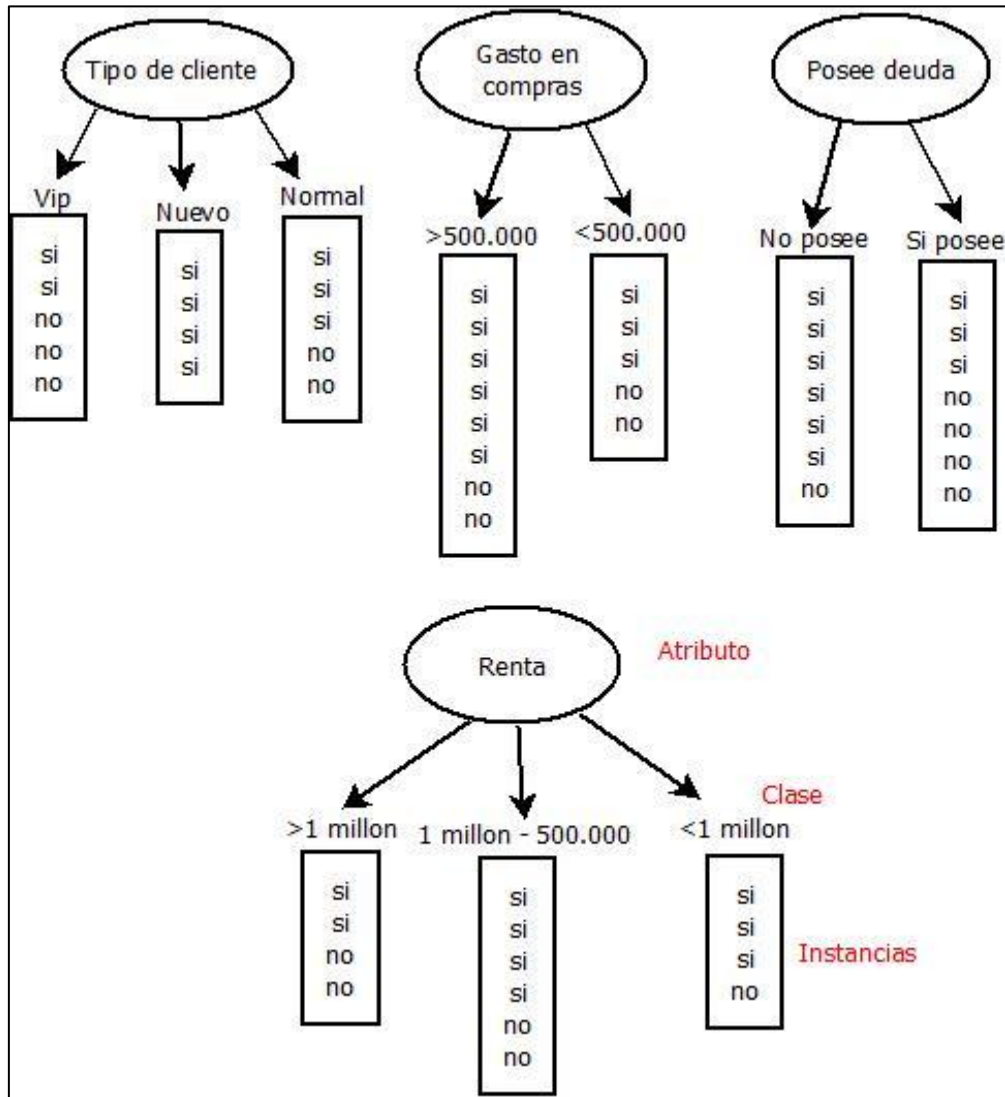 Tipo de cliente
Vip
si
si
no
no
no
Nuevo
si
si
si
si
Normal
si
si
si
no
no
Gasto en
compras
>500.000
si
si
si
si
si
si
no
no
<500.000
si
si
si
no
no
Posee deuda
No posee
si
si
si
si
si
si
no
Si posee
si
si
si
no
no
no
no
Renta
Atributo
>1 millon
si
si
no
no
1 millon - 500.000
si
si
si
si
no
no
Clase
<1 millon
si
si
si
no
Instancias